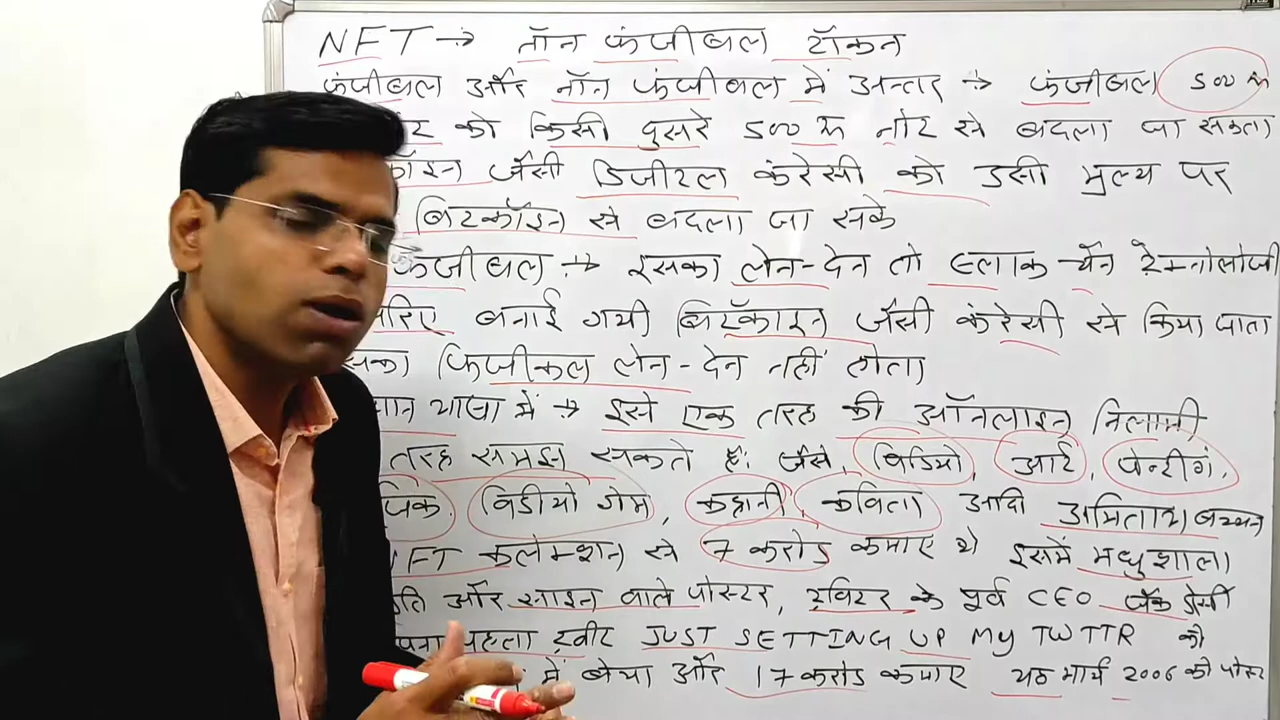 NFT → नॉन फंजीबल टॉकन
फंजीबल और नॉन फंजीबल में अन्तर → फंजीबल 500 रू
को किसी दुसरे 500 रू नोट से बदला जा सकता
जैसी डिजीटल कंरेसी को उसी मुल्य पर
बिटकॉइन से बदला जा सके
फंजीबल → इसका लेन-देन तो ब्लाक चेन टेक्नोलोजी
बनाई गयी बिटकॉइन जैसी कंरेसी से किया जाता
फिजीकल लेन-देन नहीं होता
भाषा में → इसे एक तरह की ऑनलाइन निलामी
तरह समझ सकते हैं. जैसे, विडियो, आर्ट, पेन्टीगं,
विडीयो गेम, कहानी, कविता आदि अमिताभ बच्चन
NFT कलेक्शन से 7 करोड कमाए थे इसमें मधुशाला
और साइन वाले पोस्टर, ट्विटर के पूर्व CEO जैक डोर्सी
पहला ट्वीट JUST SETTING UP MY TWTTR को
में बेचा और 17 करोड कमाए यह मार्च 2006 को पोस्ट